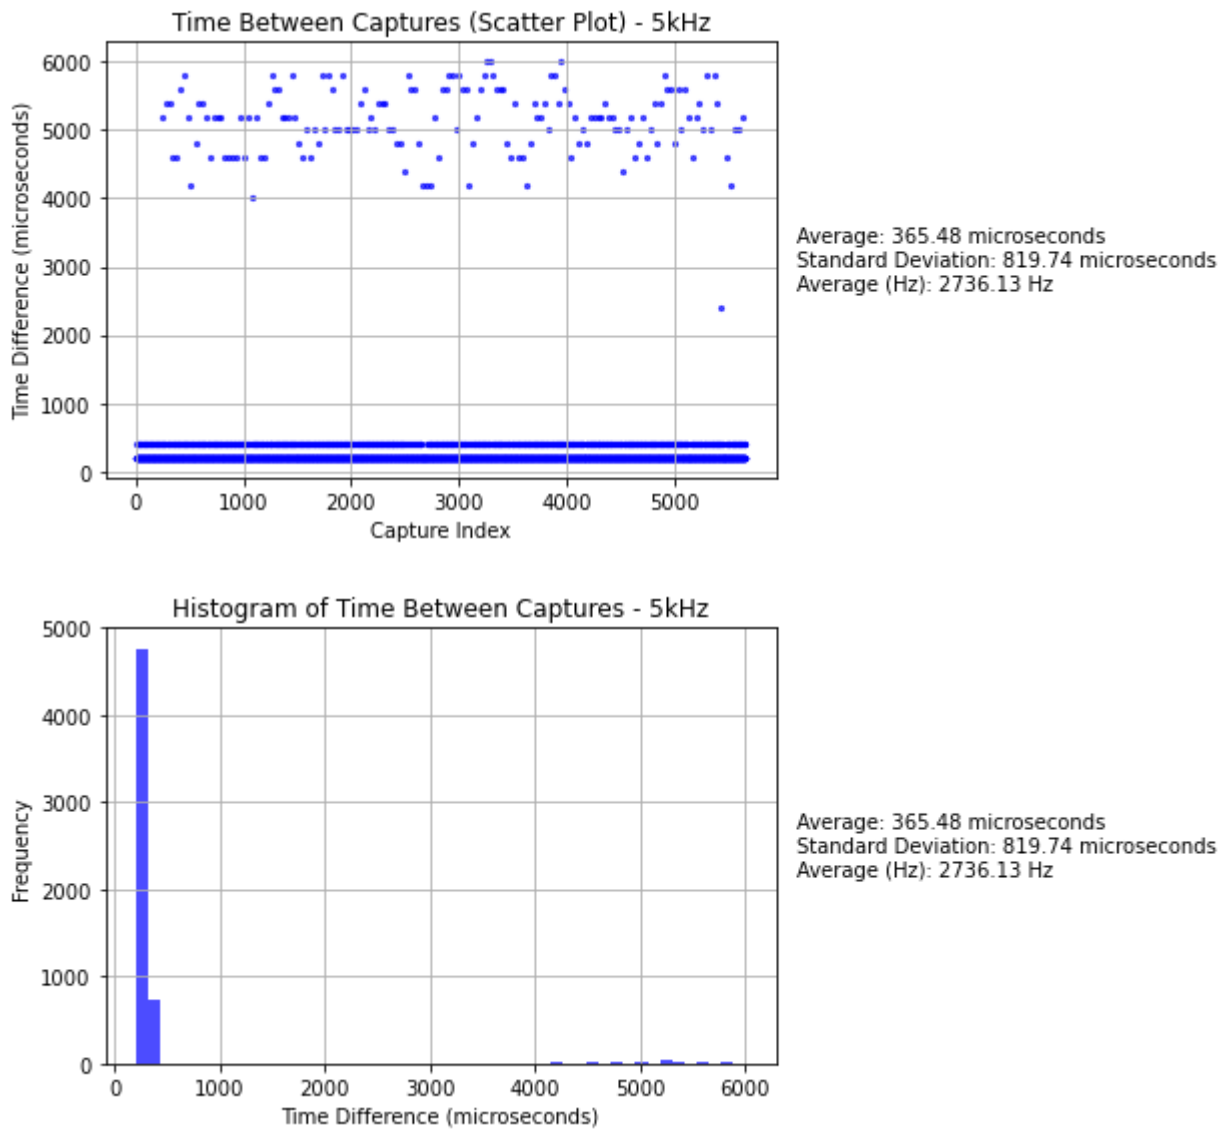 Time Between Captures (Scatter Plot) - 5kHz
6000
5000
4000
3000
2000
1000
0
Time Difference (microseconds)
0 1000 2000 3000 4000 5000
Capture Index
Average: 365.48 microseconds
Standard Deviation: 819.74 microseconds
Average (Hz): 2736.13 Hz
Histogram of Time Between Captures - 5kHz
5000
4000
3000
2000
1000
0
Frequency
0 1000 2000 3000 4000 5000 6000
Time Difference (microseconds)
Average: 365.48 microseconds
Standard Deviation: 819.74 microseconds
Average (Hz): 2736.13 Hz